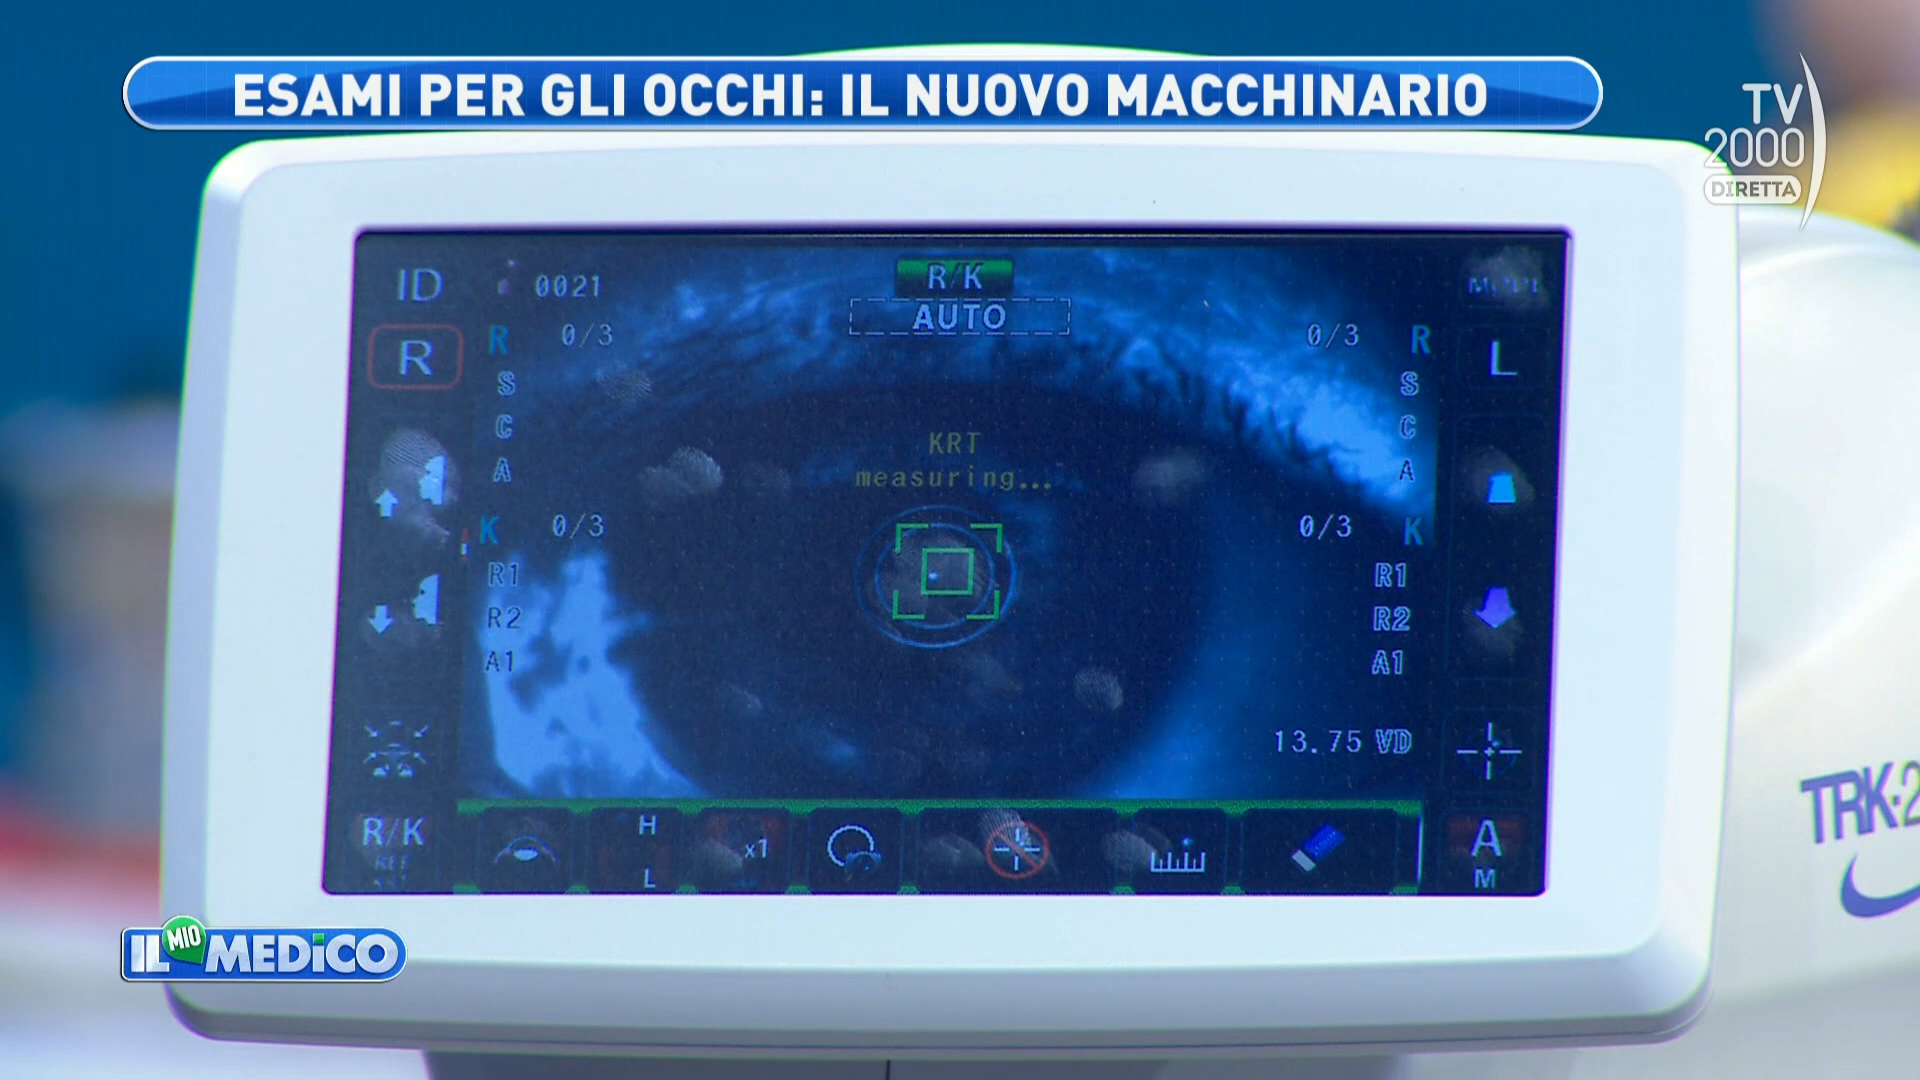 ESAMI PER GLI OCCHI: IL NUOVO MACCHINARIO
TV
2000
DIRETTA
ID 0021
R/K
AUTO
R
R 0/3
S
C
A
0/3 R
S
C
A
L
KRT
measuring...
K 0/3
R1
R2
A1
0/3 K
R1
R2
A1
13.75 VD
R/K
REF
H
L
x1
A
M
TRK-2
IL MIO MEDICO